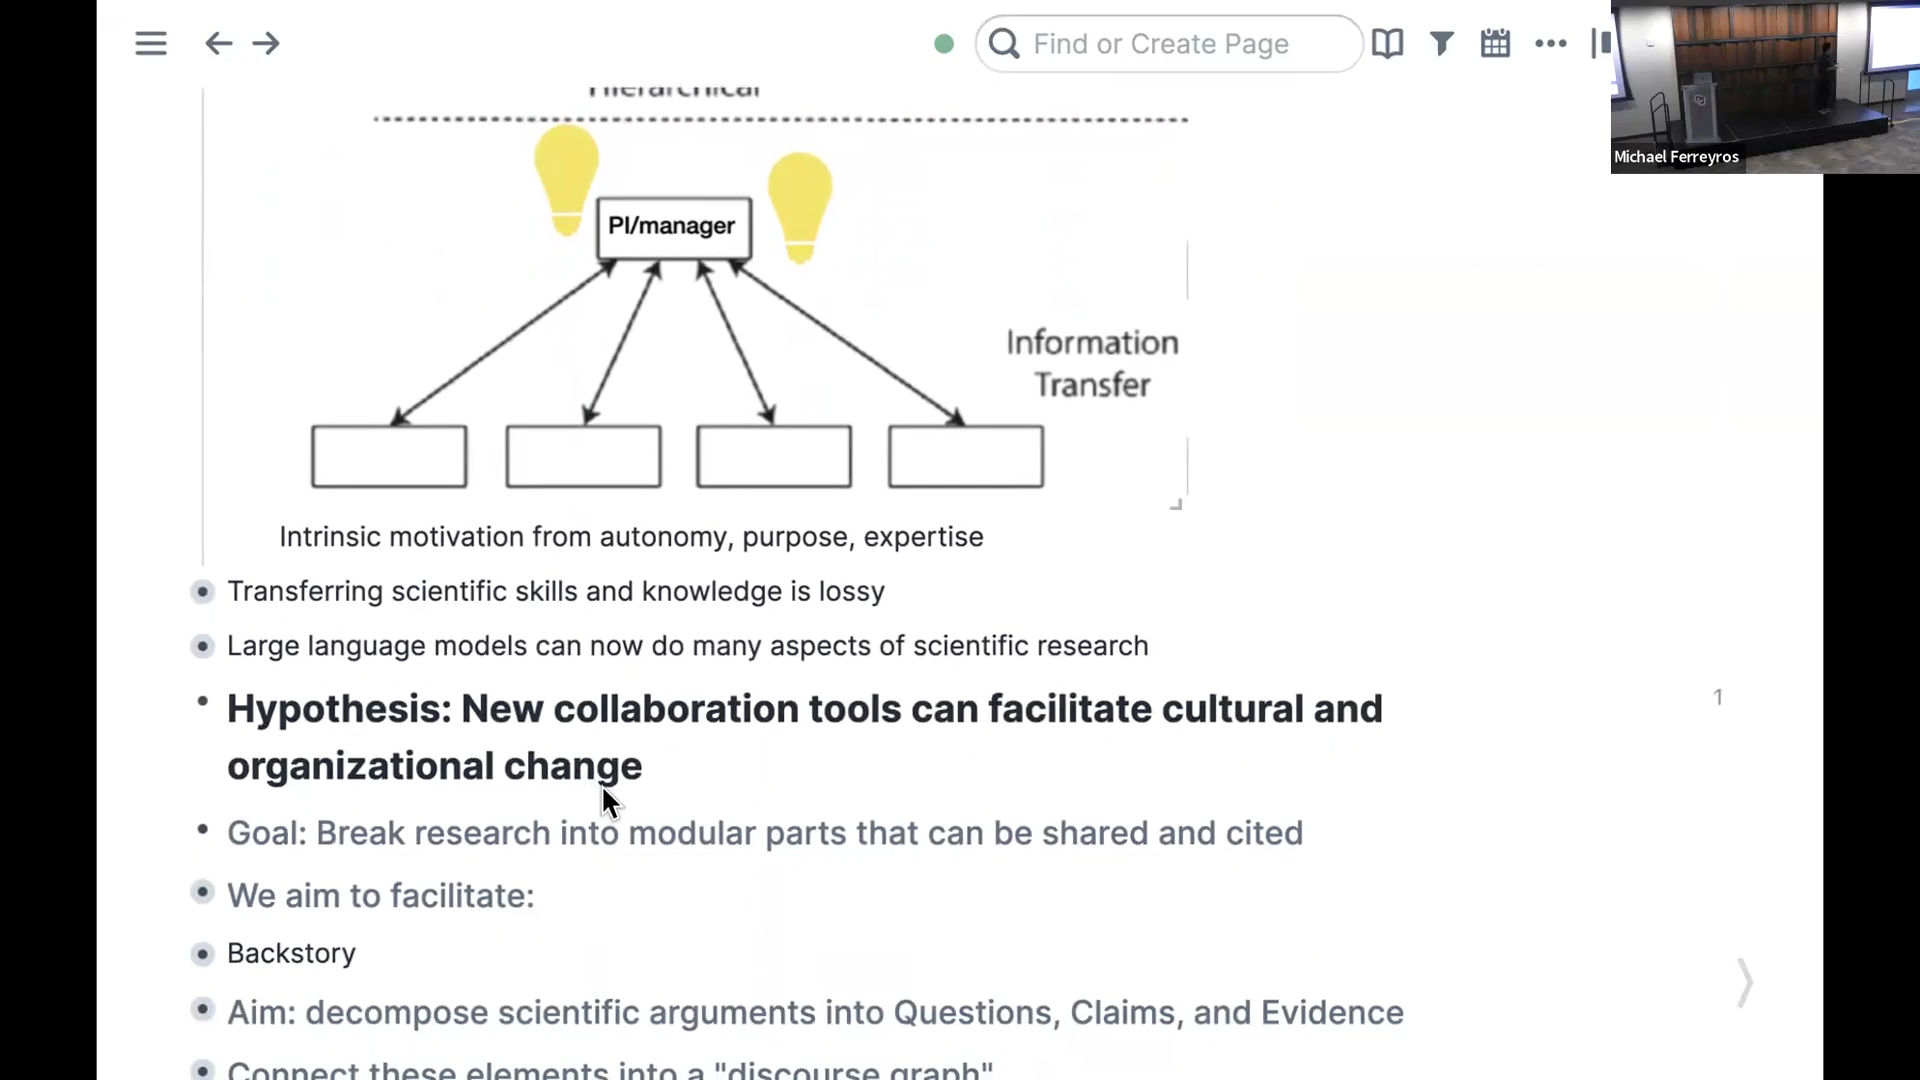 Find or Create Page
Michael Ferreyros
Hierarchical
PI/manager
Information
Transfer
Intrinsic motivation from autonomy, purpose, expertise
Transferring scientific skills and knowledge is lossy
Large language models can now do many aspects of scientific research
Hypothesis: New collaboration tools can facilitate cultural and
1
organizational change
Goal: Break research into modular parts that can be shared and cited
We aim to facilitate:
Backstory
Aim: decompose scientific arguments into Questions, Claims, and Evidence
Connect these elements into a "discourse graph"